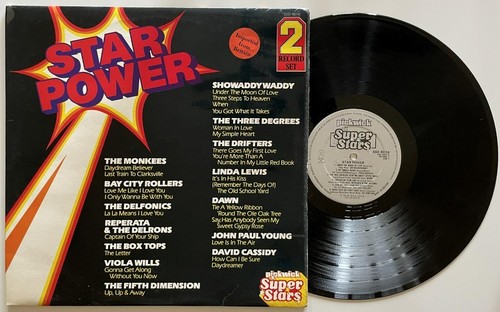 STAR
POWER
Imported
from
Britain
2
RECORD
SET
THE MONKEES
Daydream Believer
Last Train To Clarksville
BAY CITY ROLLERS
Love Me Like I Love You
I Only Wanna Be With You
THE DELFONICS
La La Means I Love You
REPERATA
& THE DELRONS
Captain Of Your Ship
THE BOX TOPS
The Letter
VIOLA WILLS
Gonna Get Along
Without You Now
THE FIFTH DIMENSION
Up, Up & Away
SHOWADDYWADDY
Under The Moon Of Love
Three Steps To Heaven
When
You Got What It Takes
THE THREE DEGREES
Woman In Love
My Simple Heart
THE DRIFTERS
There Goes My First Love
You're More Than A
Number In My Little Red Book
LINDA LEWIS
It's In His Kiss
(Remember The Days Of)
The Old School Yard
DAWN
Tie A Yellow Ribbon
'Round The Ole Oak Tree
Say, Has Anybody Seen My
Sweet Gypsy Rose
JOHN PAUL YOUNG
Love Is In The Air
DAVID CASSIDY
How Can I Be Sure
Daydreamer
pickwick
Super
Stars
pickwick
Super
Stars
STAR POWER